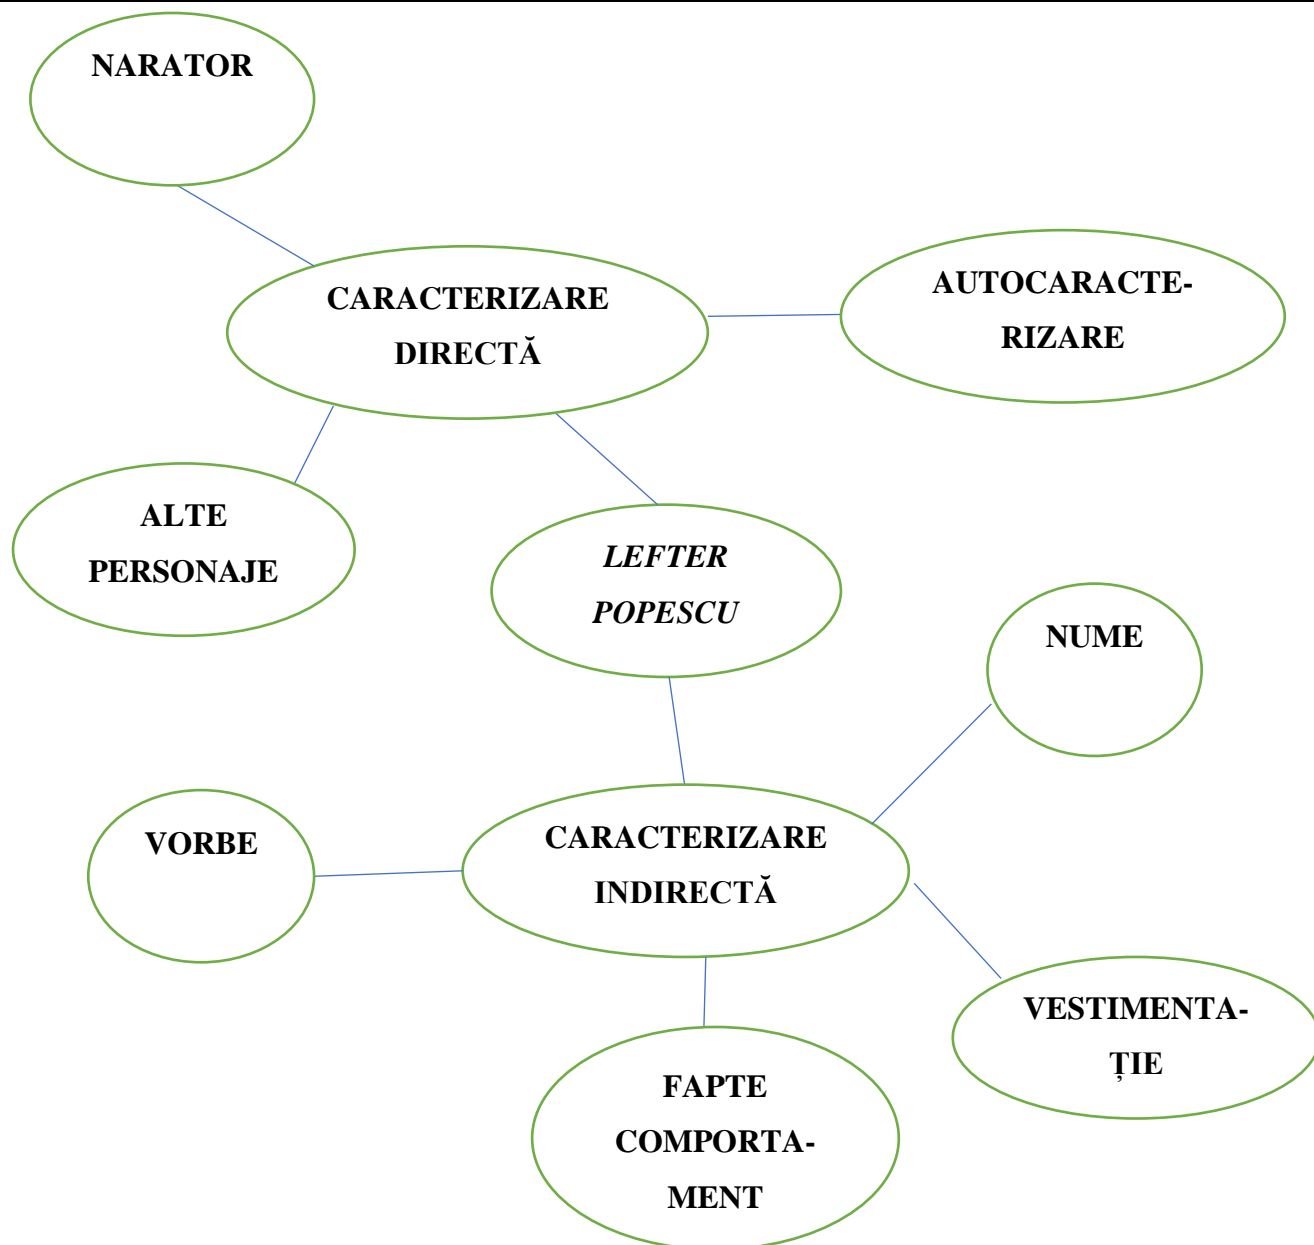 NARATOR
CARACTERIZARE
DIRECTĂ
AUTOCARACTE-
RIZARE
ALTE
PERSONAJE
LEFTER
POPESCU
NUME
VORBE
CARACTERIZARE
INDIRECTĂ
VESTIMENTA-
ȚIE
FAPTE
COMPORTA-
MENT